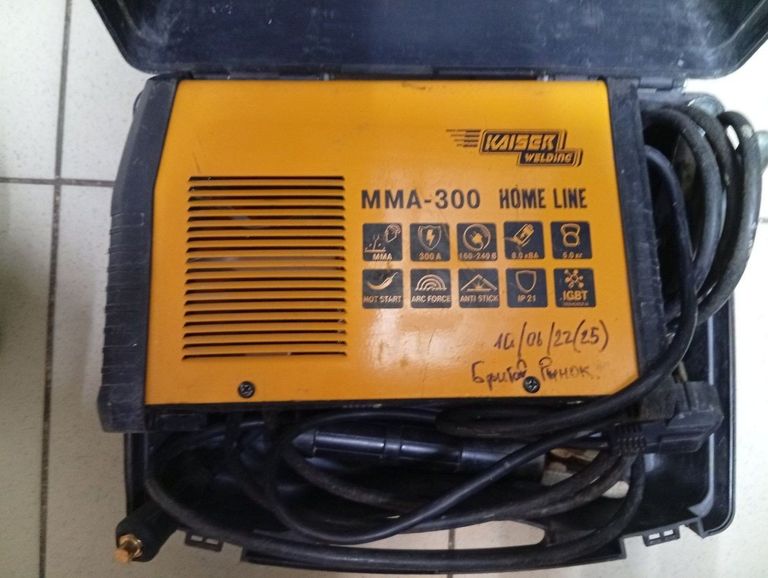 KAISER
WELDING
MMA-300 HOME LINE
MMA
300 A
160-240 В
8.0 кВА
5.0 кг
HOT START
ARC FORCE
ANTI STICK
IP 21
IGBT
14/06/22(25)
Рынок